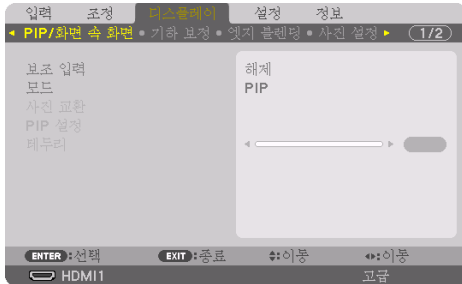 입력 조정 디스플레이 설정 정보
PIP/화면 속 화면 • 기하 보정 • 엣지 블렌딩 • 사진 설정 (1/2)
보조 입력 해제
모드 PIP
사진 교환
PIP 설정
테두리
ENTER :선택 EXIT :종료 :이동 :이동
HDMI1 고급